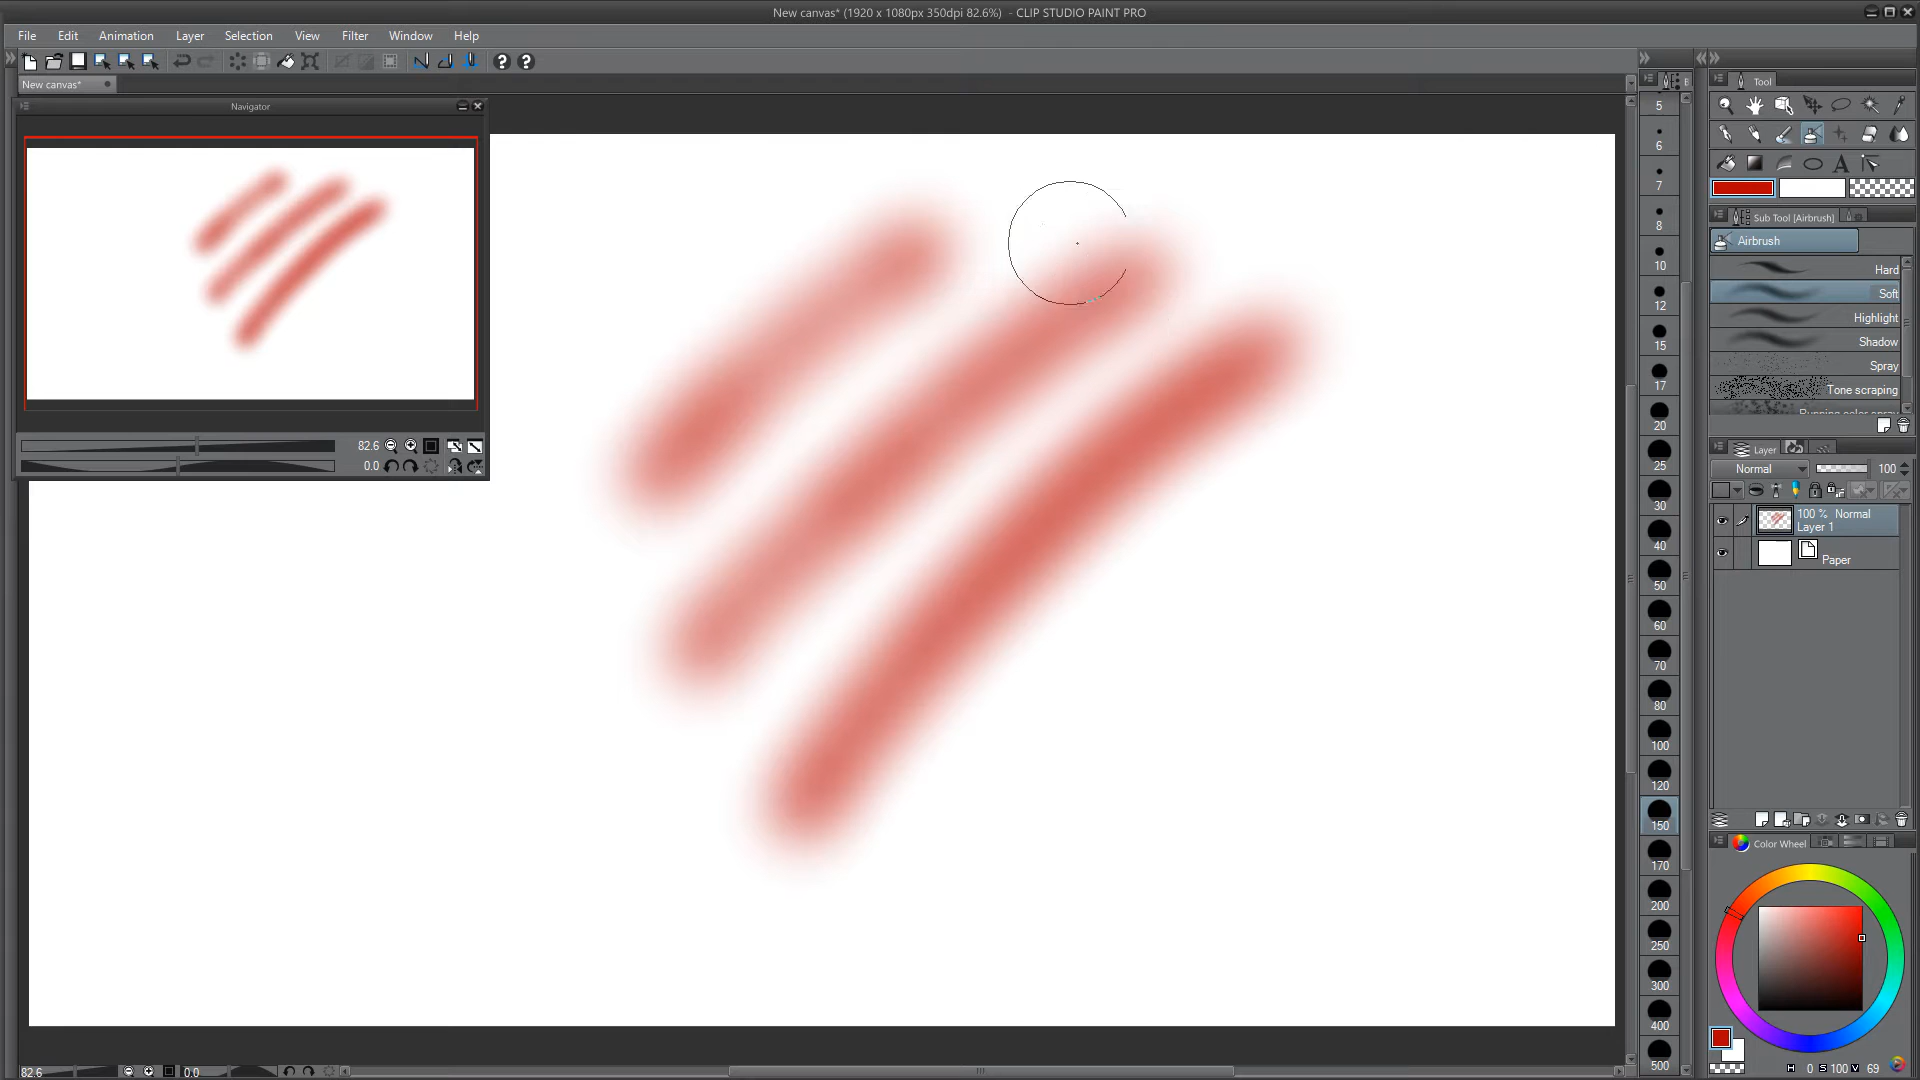 New canvas* (1920 x 1080px 350dpi 82.6%) - CLIP STUDIO PAINT PRO
File Edit Animation Layer Selection View Filter Window Help
New canvas*
Navigator
82.6
0.0
Tool
Sub Tool [Airbrush]
Airbrush
Hard
Soft
Highlight
Shadow
Spray
Tone scraping
Running color spray
Layer
Normal 100
100 % Normal
Layer 1
Paper
Color Wheel
H 0 S 100 V 69
B
5
6
7
8
10
12
15
17
20
25
30
40
50
60
70
80
100
120
150
170
200
250
300
400
500
82.6 0.0